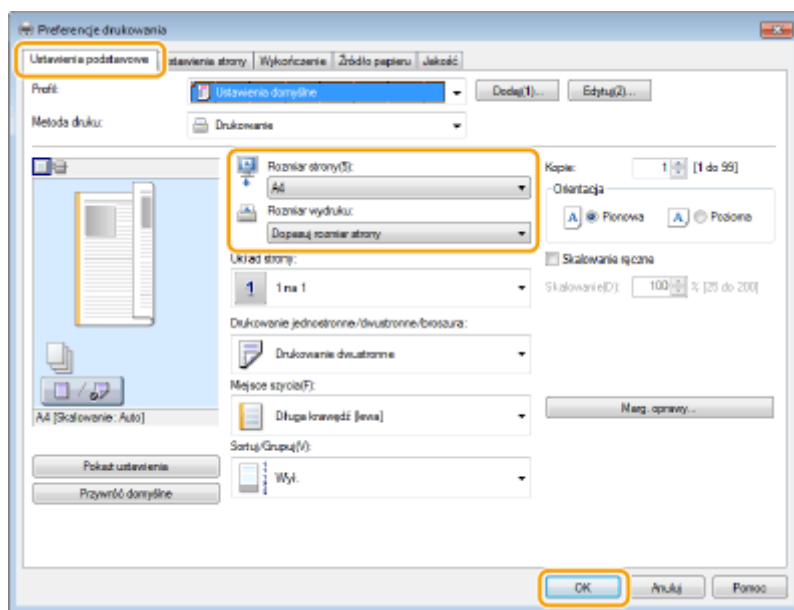 Preferencje drukowania
Ustawienia podstawowe
stawienia strony
Wykończenie
Źródło papieru
Jakość
Profil:
Ustawienia domyślne
Dodaj(1)...
Edytuj(2)...
Metoda druku:
Drukowanie
Rozmiar strony(5):
A4
Rozmiar wydruku:
Dopasuj rozmiar strony
Kopie:
1 [1 do 99]
Orientacja
A Pionowa
A Pozioma
Układ strony:
1 1 na 1
Skalowanie ręczne
Skalowanie(D): 100 % [25 do 200]
Drukowanie jednostronne/dwustronne/broszura:
Drukowanie dwustronne
Miejsce szycia(F):
Długa krawędź [lewa]
Marg. oprawy...
A4 [Skalowanie: Auto]
Sortuj/Grupuj(V):
Wył.
Pokaż ustawienia
Przywróć domyślne
OK
Anuluj
Pomoc